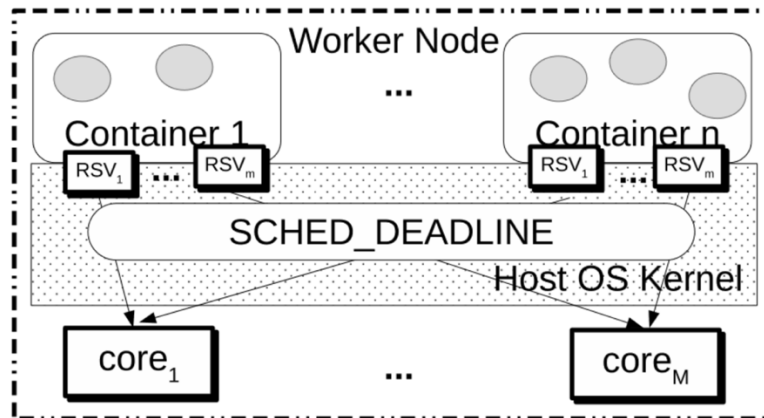 Worker Node
...
Container 1
Container n
RSV1
...
RSVm
RSV1
...
RSVm
SCHED_DEADLINE
Host OS Kernel
core1
...
coreM